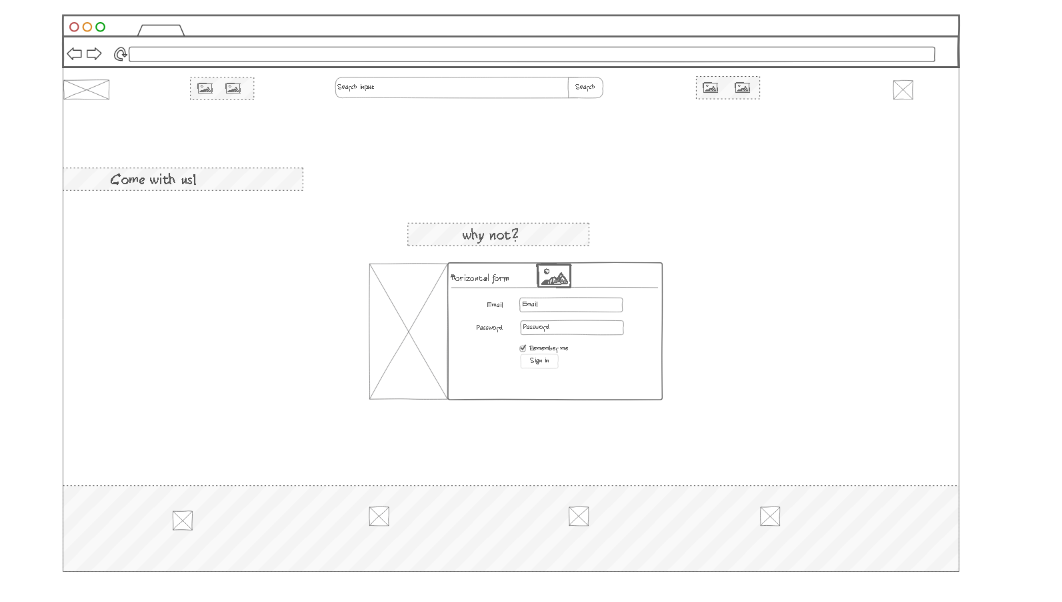 Search input
Search
Come with us!
why not?
Horizontal form
Email
Email
Password
Password
Remember me
Sign in